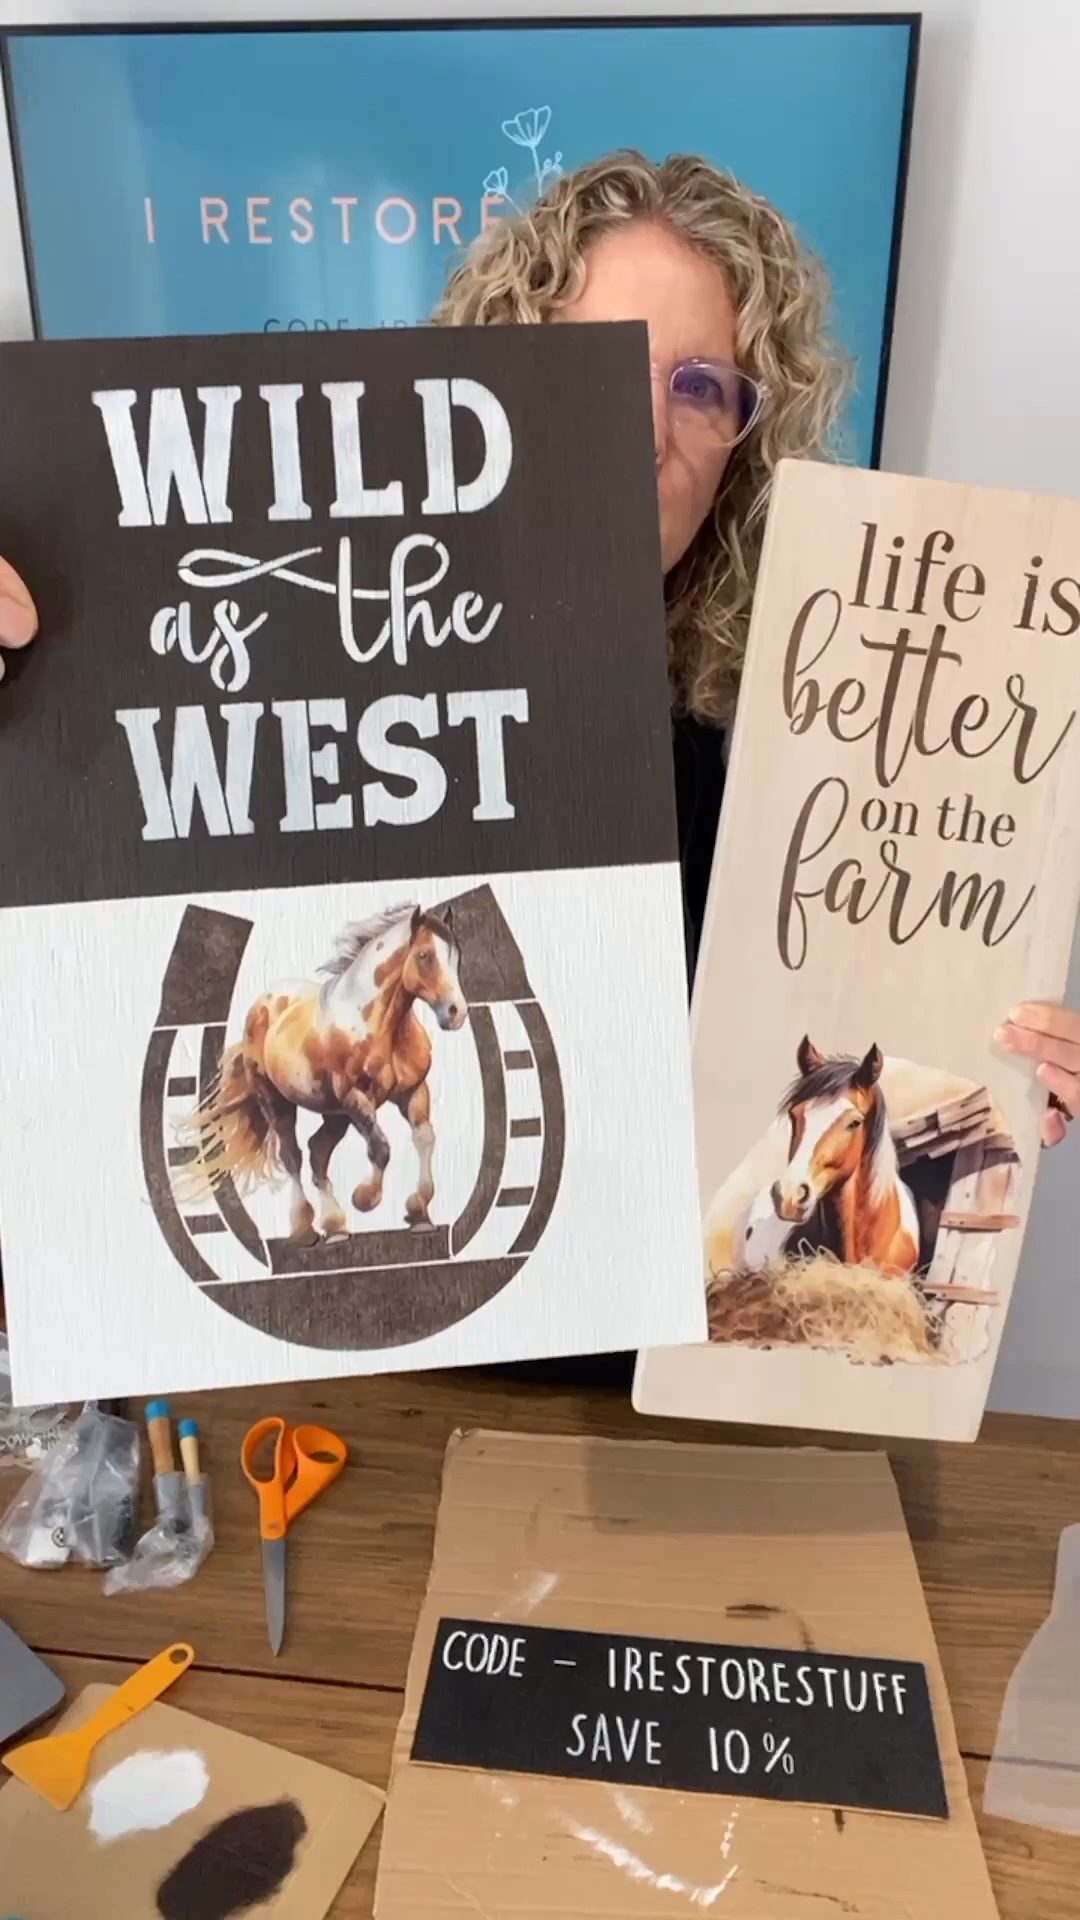 I RESTORE
WILD
as the
WEST
life is
better
on the
farm
CODE - IRESTORESTUFF
SAVE 10%